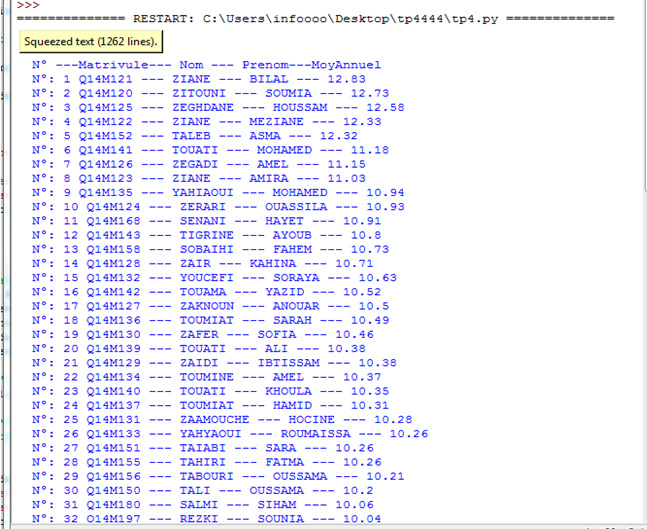 >>>
============== RESTART: C:\Users\infoooo\Desktop\tp4444\tp4.py ==============
Squeezed text (1262 lines).
N° ---Matrivule--- Nom --- Prenom---MoyAnnuel
N°: 1 Q14M121 --- ZIANE --- BILAL --- 12.83
N°: 2 Q14M120 --- ZITOUNI --- SOUMIA --- 12.73
N°: 3 Q14M125 --- ZEGHDANE --- HOUSSAM --- 12.58
N°: 4 Q14M122 --- ZIANE --- MEZIANE --- 12.33
N°: 5 Q14M152 --- TALEB --- ASMA --- 12.32
N°: 6 Q14M141 --- TOUATI --- MOHAMED --- 11.18
N°: 7 Q14M126 --- ZEGADI --- AMEL --- 11.15
N°: 8 Q14M123 --- ZIANE --- AMIRA --- 11.03
N°: 9 Q14M135 --- YAHIAOUI --- MOHAMED --- 10.94
N°: 10 Q14M124 --- ZERARI --- OUASSILA --- 10.93
N°: 11 Q14M168 --- SENANI --- HAYET --- 10.91
N°: 12 Q14M143 --- TIGRINE --- AYOUB --- 10.8
N°: 13 Q14M158 --- SOBAIHI --- FAHEM --- 10.73
N°: 14 Q14M128 --- ZAIR --- KAHINA --- 10.71
N°: 15 Q14M132 --- YOUCEFI --- SORAYA --- 10.63
N°: 16 Q14M142 --- TOUAMA --- YAZID --- 10.52
N°: 17 Q14M127 --- ZAKNOUN --- ANOUAR --- 10.5
N°: 18 Q14M136 --- TOUMIAT --- SARAH --- 10.49
N°: 19 Q14M130 --- ZAFER --- SOFIA --- 10.46
N°: 20 Q14M139 --- TOUATI --- ALI --- 10.38
N°: 21 Q14M129 --- ZAIDI --- IBTISSAM --- 10.38
N°: 22 Q14M134 --- TOUMINE --- AMEL --- 10.37
N°: 23 Q14M140 --- TOUATI --- KHOULA --- 10.35
N°: 24 Q14M137 --- TOUMIAT --- HAMID --- 10.31
N°: 25 Q14M131 --- ZAAMOUCHE --- HOCINE --- 10.28
N°: 26 Q14M133 --- YAHYAOUI --- ROUMAISSA --- 10.26
N°: 27 Q14M151 --- TAIABI --- SARA --- 10.26
N°: 28 Q14M155 --- TAHIRI --- FATMA --- 10.26
N°: 29 Q14M156 --- TABOURI --- OUSSAMA --- 10.21
N°: 30 Q14M150 --- TALI --- OUSSAMA --- 10.2
N°: 31 Q14M180 --- SALMI --- SIHAM --- 10.06
N°: 32 Q14M197 --- REZKI --- SOUNIA --- 10.04